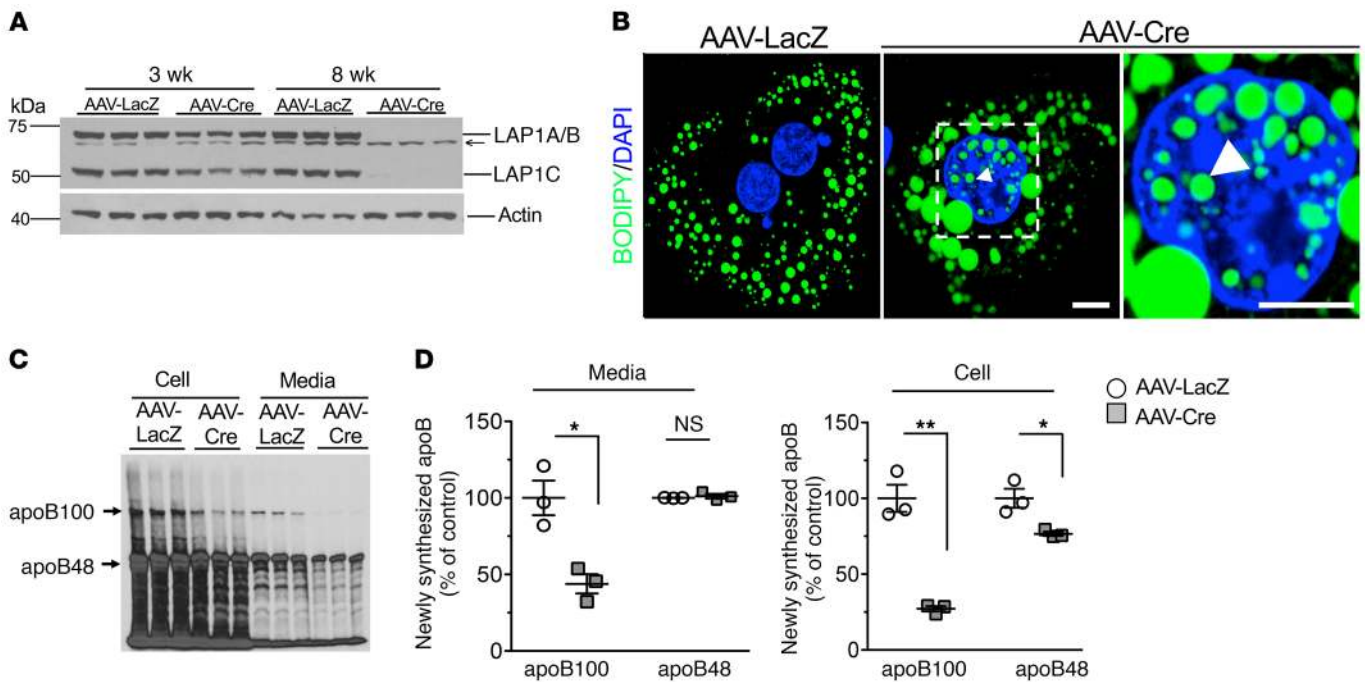 A
3 wk
8 wk
kDa
AAV-LacZ
AAV-Cre
AAV-LacZ
AAV-Cre
75
LAP1A/B
50
LAP1C
40
Actin
B
AAV-LacZ
AAV-Cre
BODIPY/DAPI
C
Cell
Media
AAV-
LacZ
AAV-
Cre
AAV-
LacZ
AAV-
Cre
apoB100
apoB48
D
Media
Newly synthesized apoB
(% of control)
150
100
50
0
*
NS
apoB100
apoB48
Cell
Newly synthesized apoB
(% of control)
150
100
50
0
**
*
apoB100
apoB48
AAV-LacZ
AAV-Cre